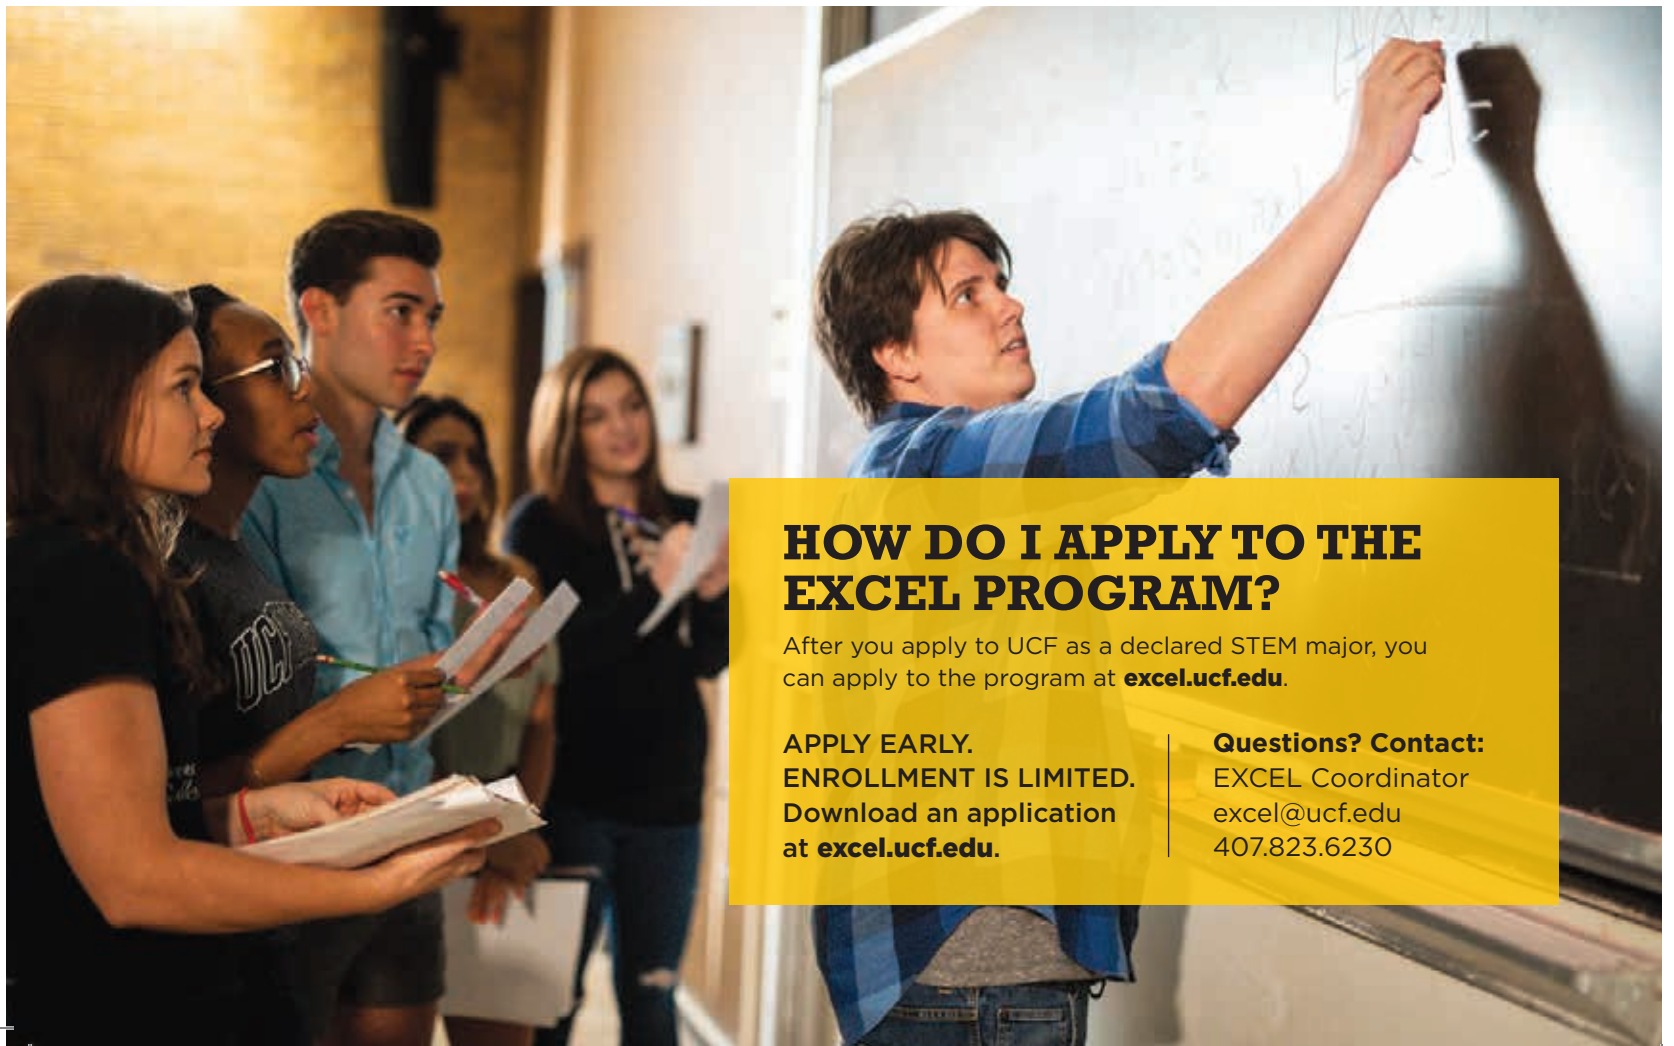 UCF
HOW DO I APPLY TO THE
EXCEL PROGRAM?
After you apply to UCF as a declared STEM major, you
can apply to the program at excel.ucf.edu.
APPLY EARLY.
ENROLLMENT IS LIMITED.
Download an application
at excel.ucf.edu.
Questions? Contact:
EXCEL Coordinator
excel@ucf.edu
407.823.6230